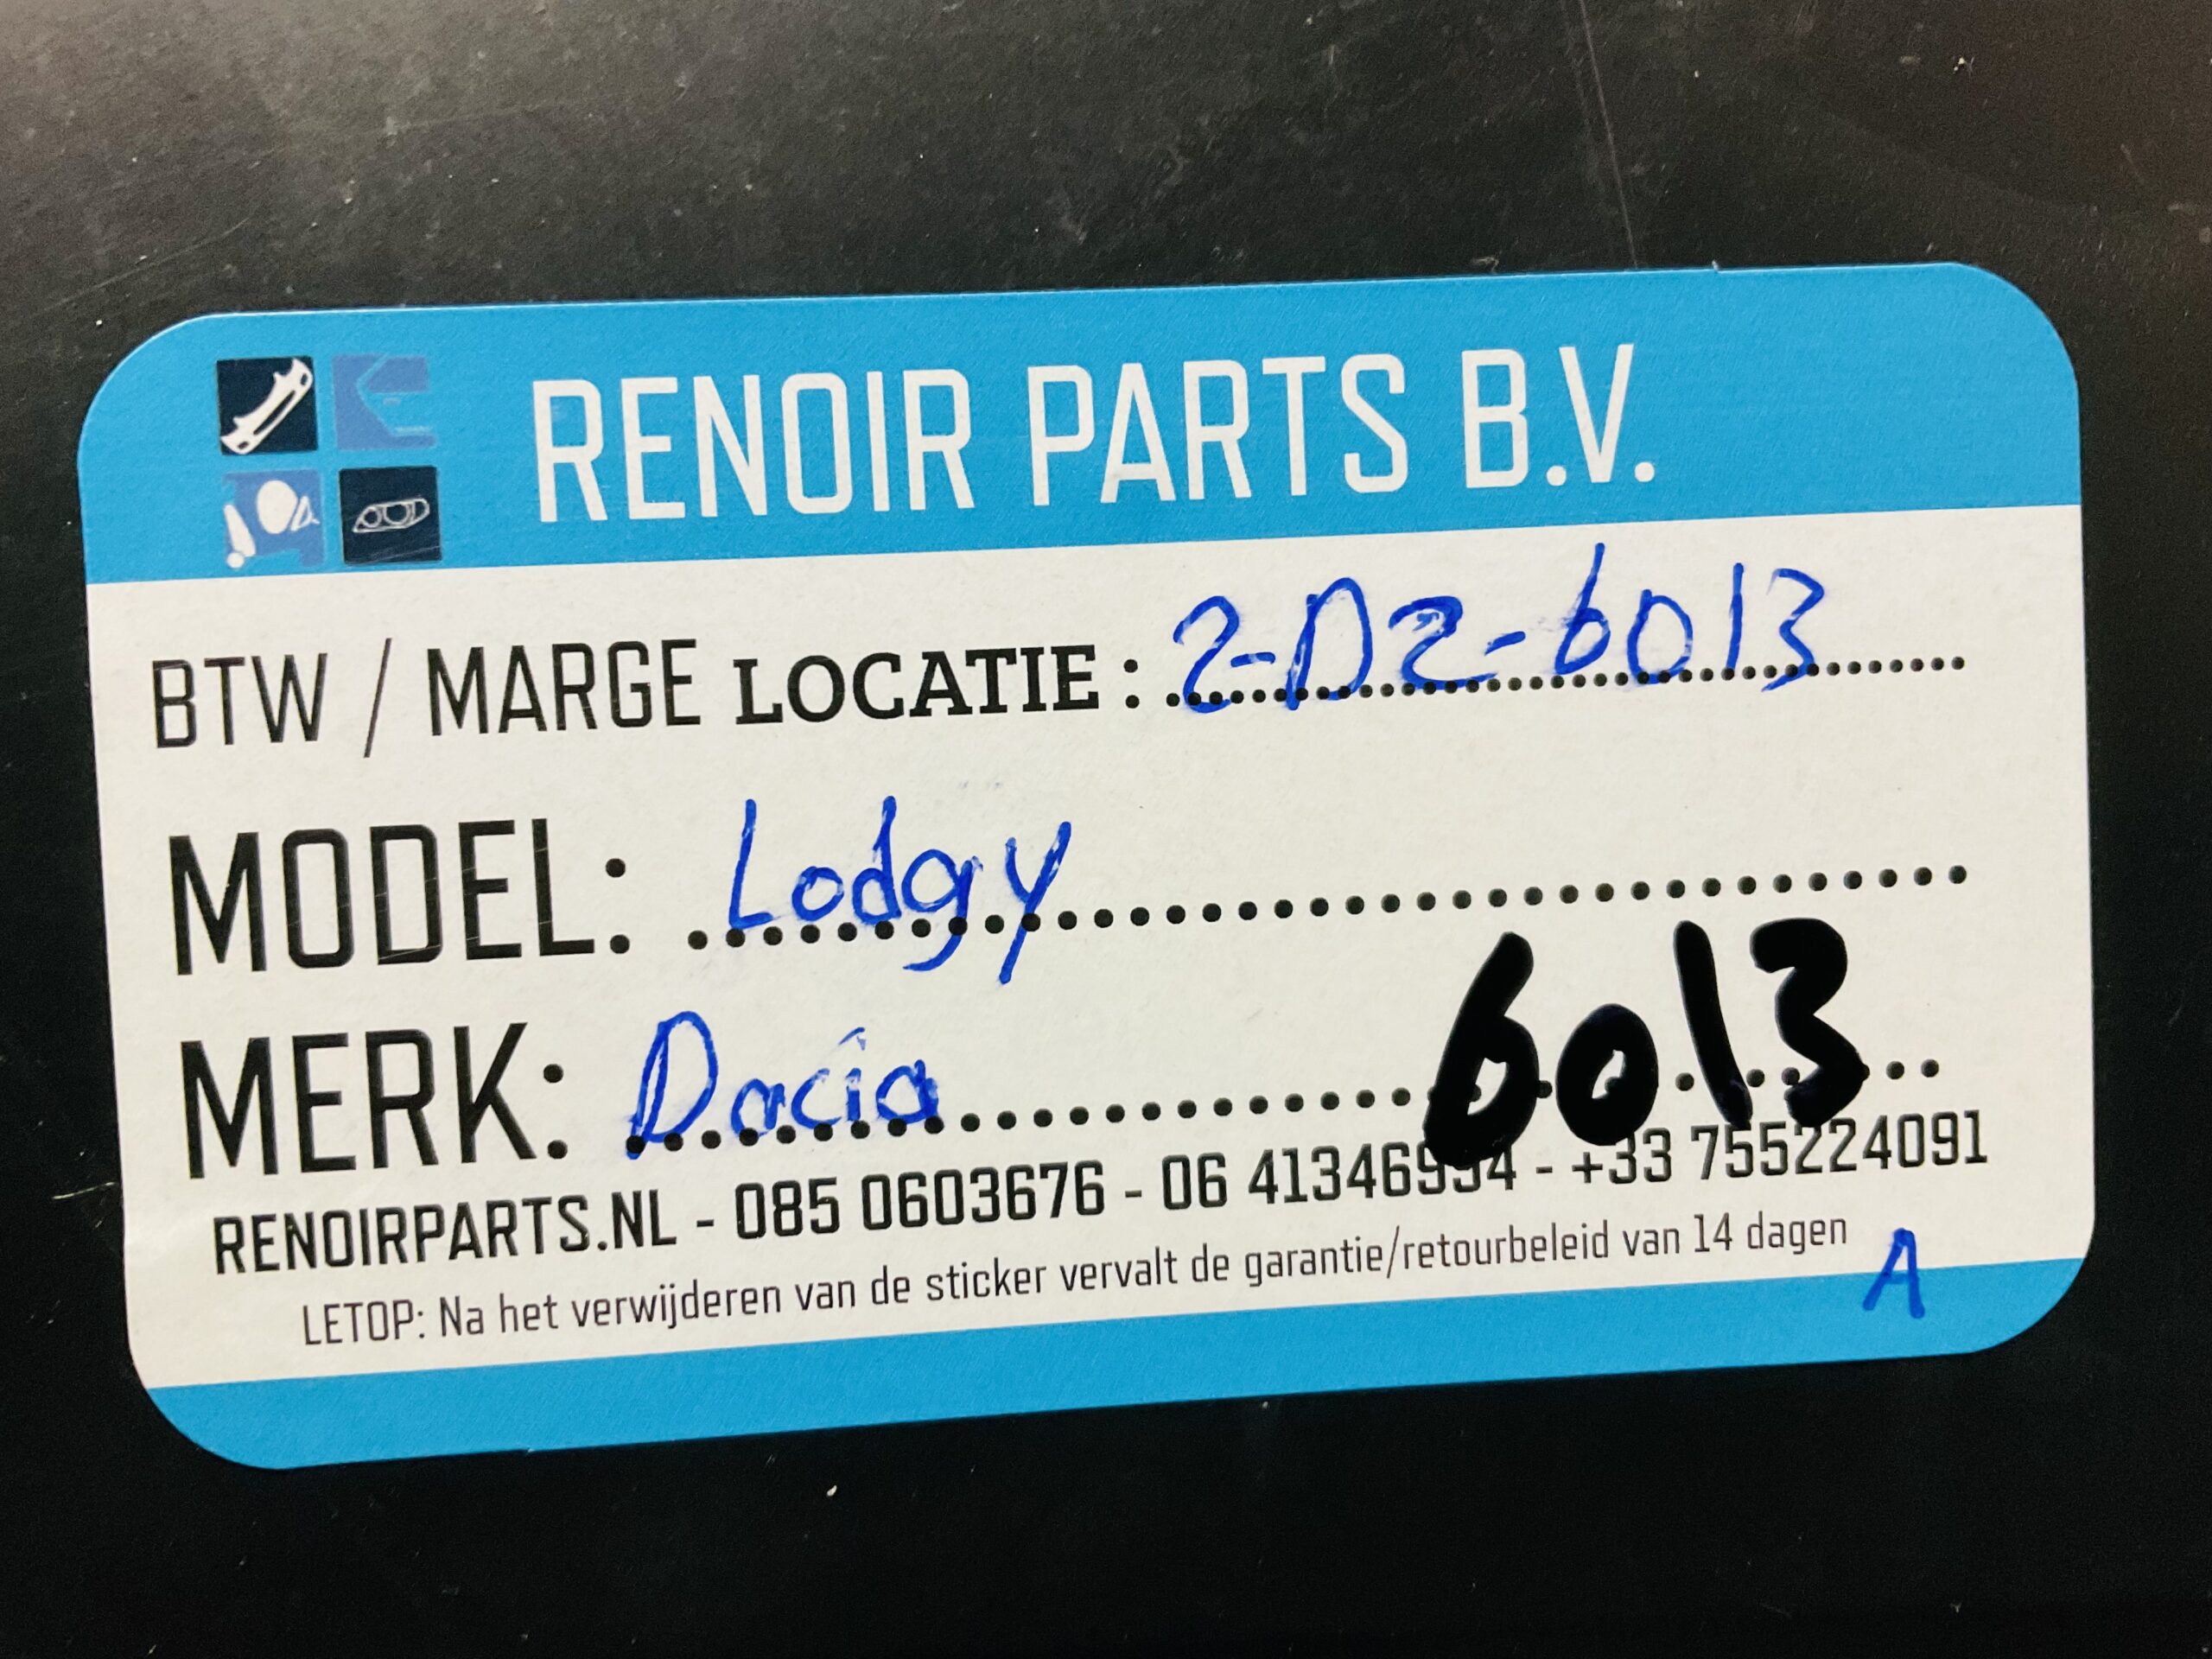 RENOIR PARTS B.V.
BTW / MARGE LOCATIE : 2-D2-6013
MODEL: Lodgy
MERK: Dacia
6013
RENOIRPARTS.NL - 085 0603676 - 06 41346994 - +33 755224091
LETOP: Na het verwijderen van de sticker vervalt de garantie/retourbeleid van 14 dagen
A